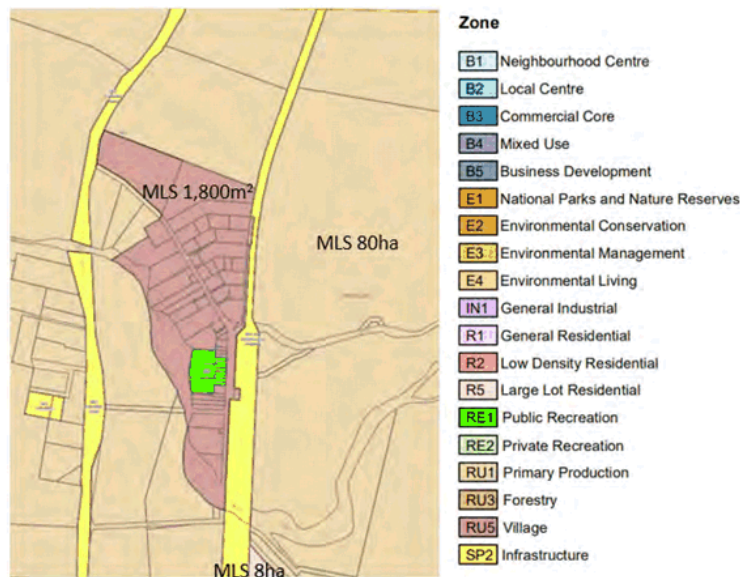 MLS 1,800m²
MLS 80ha
MLS 8ha
Zone
B1 Neighbourhood Centre
B2 Local Centre
B3 Commercial Core
B4 Mixed Use
B5 Business Development
E1 National Parks and Nature Reserves
E2 Environmental Conservation
E3 Environmental Management
E4 Environmental Living
IN1 General Industrial
R1 General Residential
R2 Low Density Residential
R5 Large Lot Residential
RE1 Public Recreation
RE2 Private Recreation
RU1 Primary Production
RU3 Forestry
RU5 Village
SP2 Infrastructure